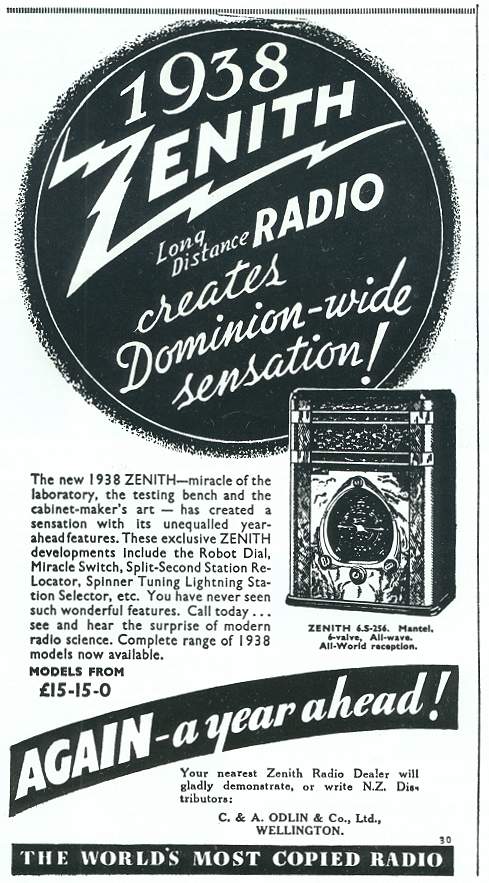 1938
ZENITH
Long
Distance RADIO
creates
Dominion-wide
sensation!
The new 1938 ZENITH—miracle of the
laboratory, the testing bench and the
cabinet-maker's art — has created a
sensation with its unequalled year-
ahead features. These exclusive ZENITH
developments include the Robot Dial,
Miracle Switch, Split-Second Station Re-
Locator, Spinner Tuning Lightning Sta-
tion Selector, etc. You have never seen
such wonderful features. Call today ...
see and hear the surprise of modern
radio science. Complete range of 1938
models now available.
MODELS FROM
£15-15-0
ZENITH 6.S-256. Mantel,
6-valve, All-wave.
All-World reception.
AGAIN-a year ahead!
Your nearest Zenith Radio Dealer will
gladly demonstrate, or write N.Z. Dis-
tributors:
C. & A. ODLIN & Co., Ltd.,
WELLINGTON.
30
THE WORLD'S MOST COPIED RADIO